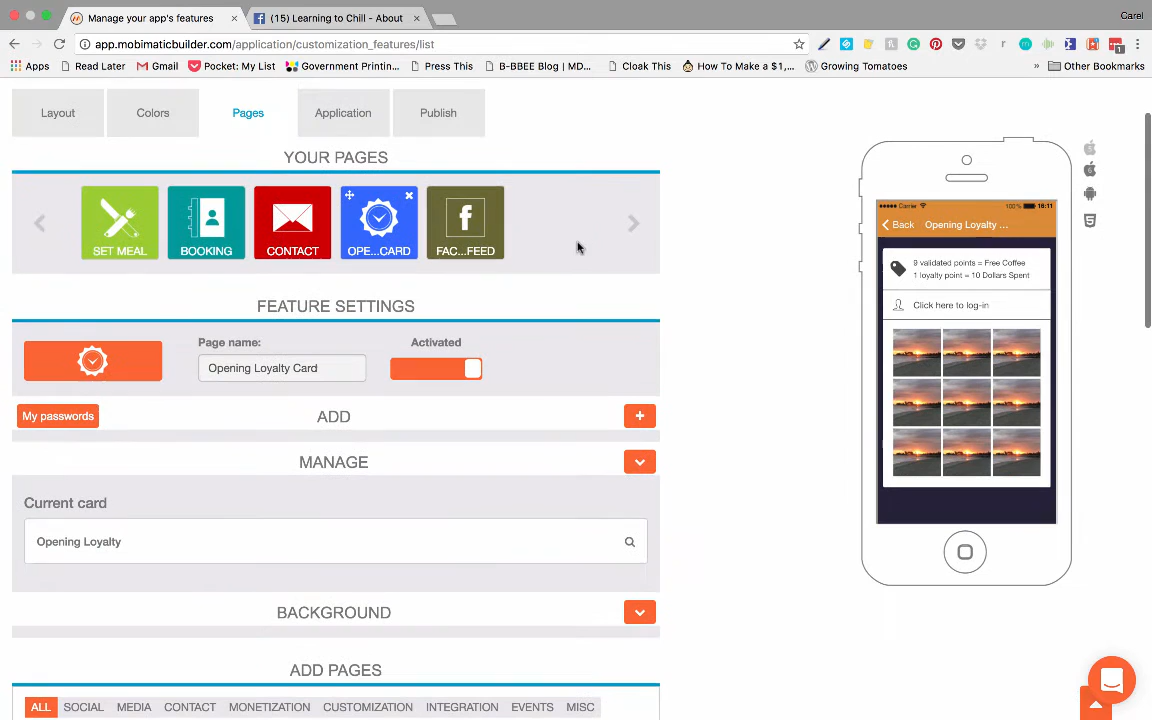 Manage your app's features
(15) Learning to Chill - About
Carel
app.mobimaticbuilder.com/application/customization_features/list
Apps
Read Later
Gmail
Pocket: My List
Government Printin...
Press This
B-BBEE Blog | MD...
Cloak This
How To Make a $1,...
Growing Tomatoes
»
Other Bookmarks
Layout
Colors
Pages
Application
Publish
YOUR PAGES
SET MEAL
BOOKING
CONTACT
OPE...CARD
FAC...FEED
FEATURE SETTINGS
Page name:
Activated
Opening Loyalty Card
My passwords
ADD
MANAGE
Current card
Opening Loyalty
BACKGROUND
ADD PAGES
ALL
SOCIAL
MEDIA
CONTACT
MONETIZATION
CUSTOMIZATION
INTEGRATION
EVENTS
MISC
Carrier
100%
16:11
Back
Opening Loyalty ...
9 validated points = Free Coffee
1 loyalty point = 10 Dollars Spent
Click here to log-in